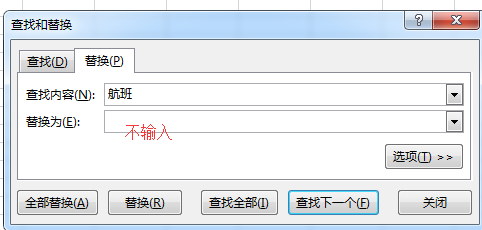 查找和替换
查找(D) 替换(P)
查找内容(N): 航班
替换为(E):
不输入
选项(T) >>
全部替换(A) 替换(R) 查找全部(I) 查找下一个(F) 关闭